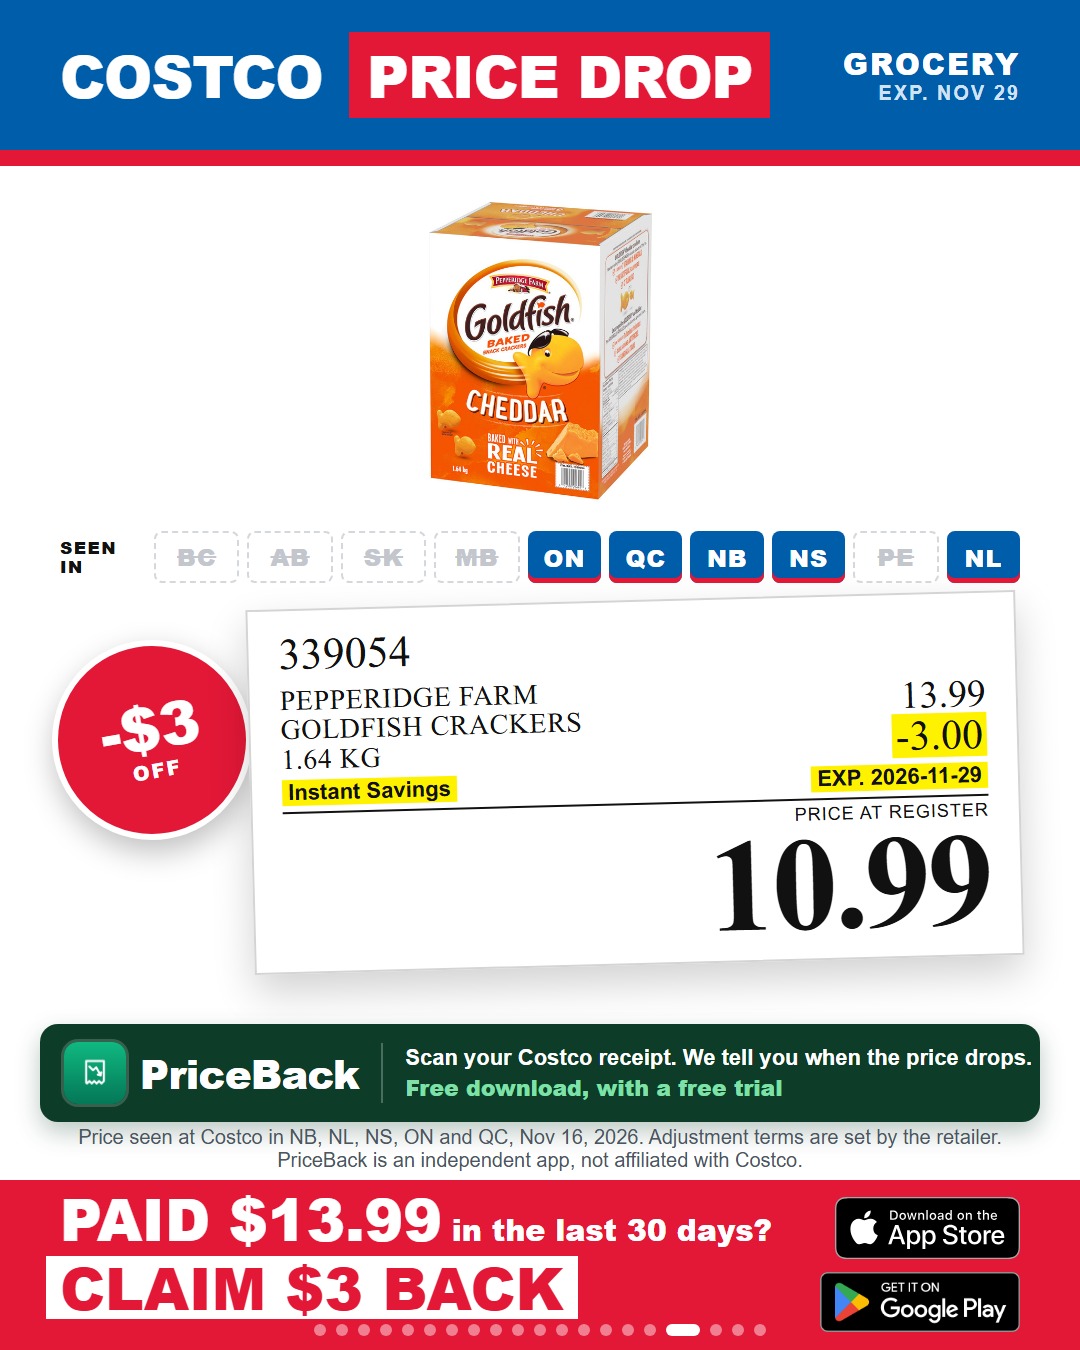 COSTCO PRICE DROP
GROCERY
EXP. NOV 29
PEPPERIDGE FARM
Goldfish
BAKED
SNACK CRACKERS
CHEDDAR
BAKED WITH
REAL
CHEESE
1.64 kg
SEEN IN
BC AB SK MB ON QC NB NS PE NL
-$3
OFF
339054
PEPPERIDGE FARM
GOLDFISH CRACKERS
1.64 KG
Instant Savings
13.99
-3.00
EXP. 2026-11-29
PRICE AT REGISTER
10.99
PriceBack
Scan your Costco receipt. We tell you when the price drops.
Free download, with a free trial
Price seen at Costco in NB, NL, NS, ON and QC, Nov 16, 2026. Adjustment terms are set by the retailer.
PriceBack is an independent app, not affiliated with Costco.
PAID $13.99 in the last 30 days?
CLAIM $3 BACK
Download on the
App Store
GET IT ON
Google Play